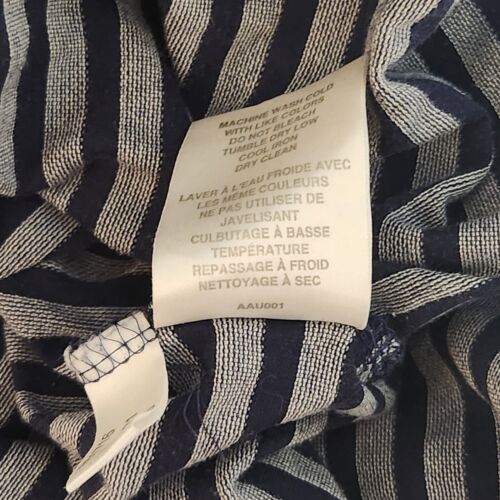 MACHINE WASH COLD
WITH LIKE COLORS
DO NOT BLEACH
TUMBLE DRY LOW
COOL IRON
DRY CLEAN
LAVER À L'EAU FROIDE AVEC
LES MÊME COULEURS
NE PAS UTILISER DE
JAVELISANT
CULBUTAGE À BASSE
TEMPÉRATURE
REPASSAGE À FROID
NETTOYAGE À SEC
AAU001